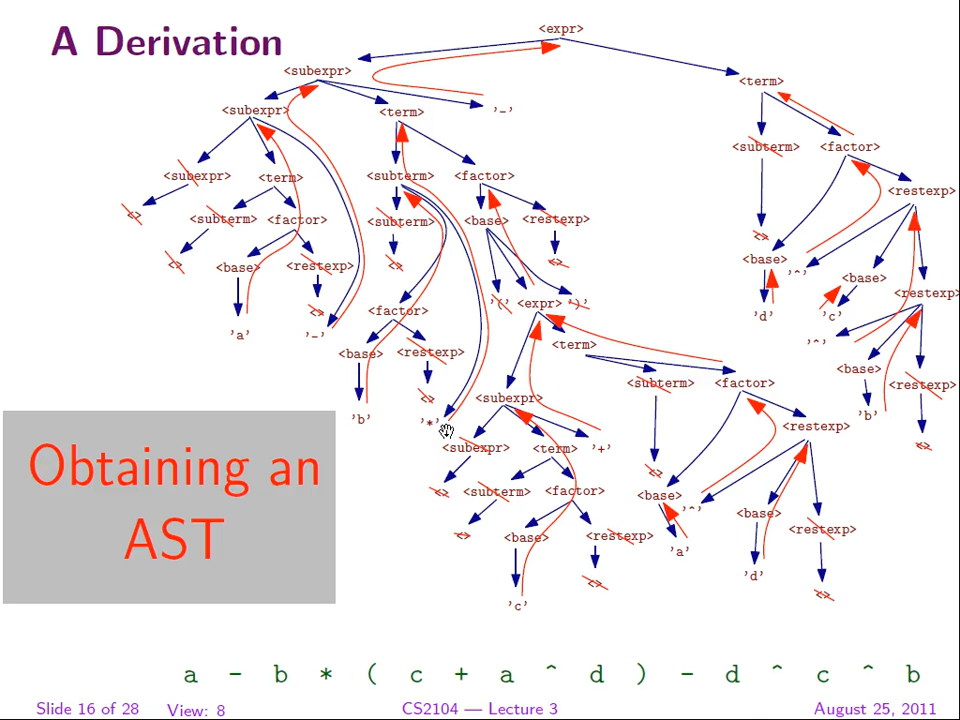 A Derivation
<expr>
<subexpr>
<term>
<subexpr> <term> '-'
<subterm> <factor>
<subexpr> <term> <subterm> <factor>
<restexp>
<> <subterm> <factor> <subterm> <base> <restexp>
<> <base> <restexp> <> <>
<> <base> '^' <base>
<restexp>
'a' <> '-' <factor> '(' <expr> ')' 'd' 'c'
<base> <restexp> <term> '^'
<> <subterm> <factor> <base> <restexp>
'b' '*' <subexpr> 'b' <>
<subexpr> <term> '+' <restexp>
<> <subterm> <factor> <> <base> '^' <base>
<> <base> <restexp> 'a' <restexp>
<> 'd' <>
'c'
Obtaining an
AST
a - b * ( c + a ^ d ) - d ^ c ^ b
Slide 16 of 28 View: 8 CS2104 — Lecture 3 August 25, 2011